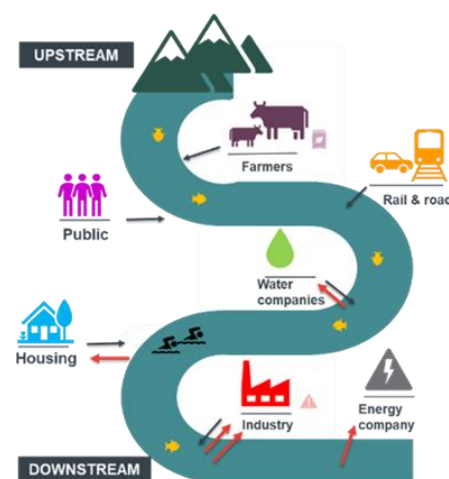 UPSTREAM
Farmers
Rail & road
Public
Water
companies
Housing
Industry
Energy
company
DOWNSTREAM